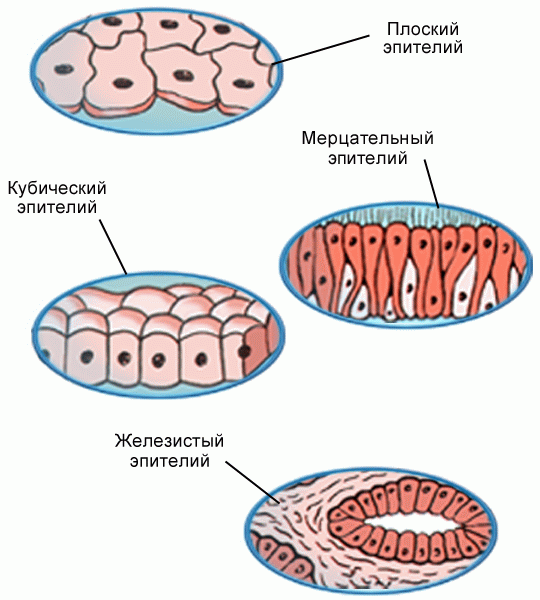 Плоский
эпителий
Мерцательный
эпителий
Кубический
эпителий
Железистый
эпителий